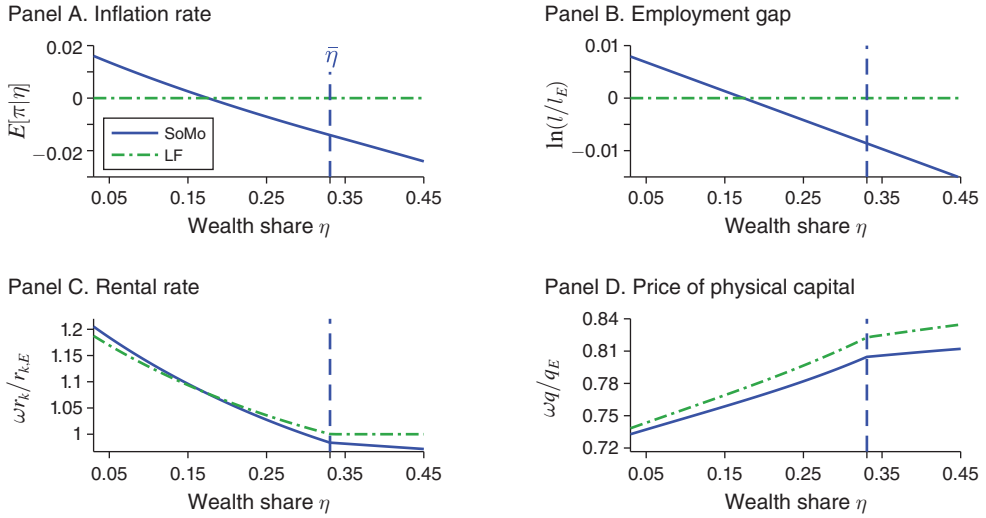 Panel A. Inflation rate
E[π|η]
0.02
0
−0.02
η̄
SoMo
LF
0.05 0.15 0.25 0.35 0.45
Wealth share η
Panel B. Employment gap
ln(l/l_E)
0.01
0
−0.01
0.05 0.15 0.25 0.35 0.45
Wealth share η
Panel C. Rental rate
ωr_k/r_{k,E}
1.2
1.15
1.1
1.05
1
0.05 0.15 0.25 0.35 0.45
Wealth share η
Panel D. Price of physical capital
ωq/q_E
0.84
0.81
0.78
0.75
0.72
0.05 0.15 0.25 0.35 0.45
Wealth share η